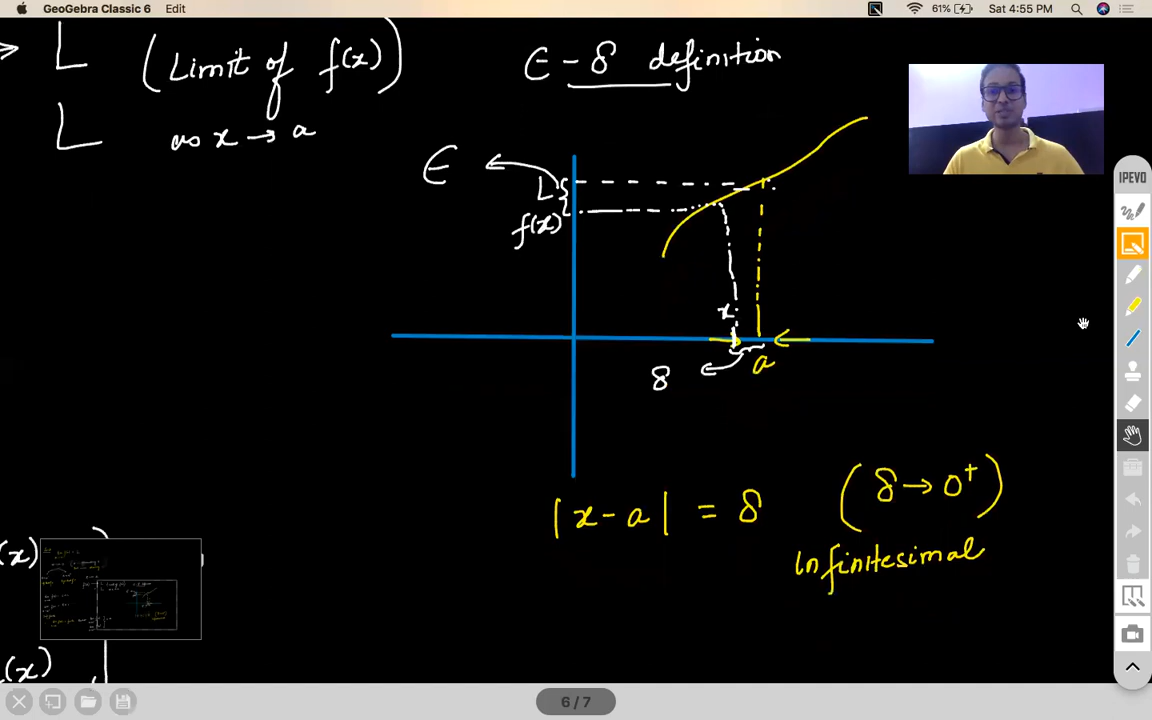 GeoGebra Classic 6 Edit 61% Sat 4:55 PM
L (Limit of f(x)) ∈ - δ definition
L as x → a
IPEVO
∈
L
f(x)
x
δ
a
|x - a| = δ (δ → 0⁺)
Infinitesimal
(x)
(x)
6 / 7